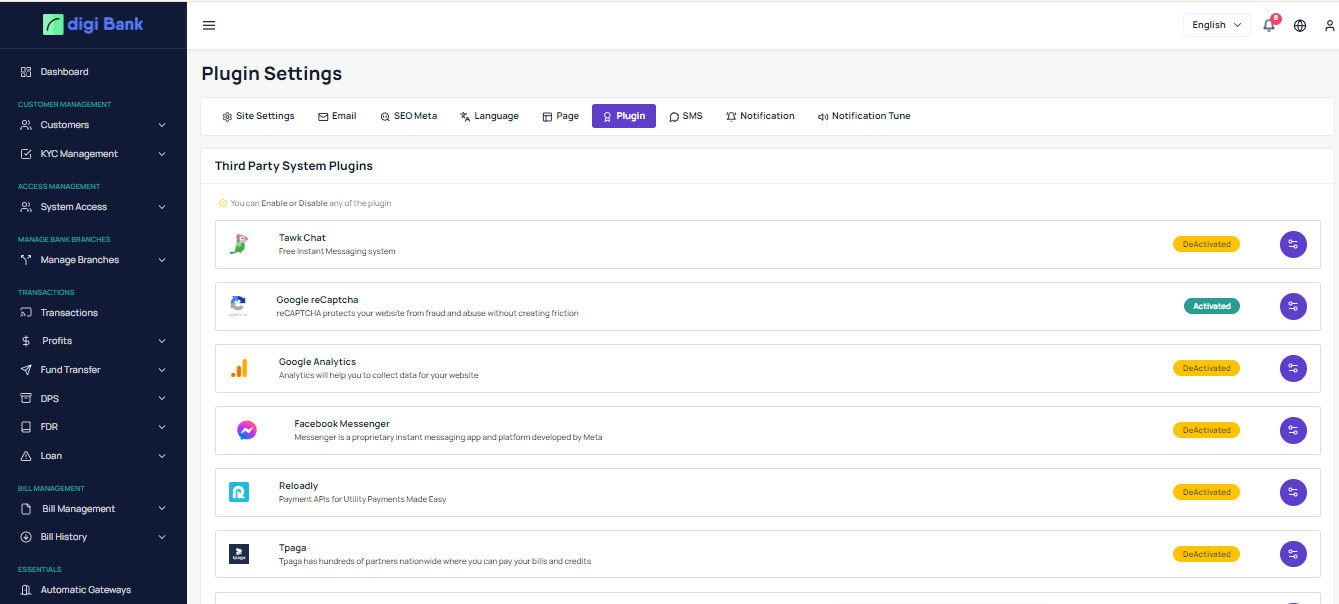 digi Bank
English
8
Dashboard
CUSTOMER MANAGEMENT
Customers
KYC Management
ACCESS MANAGEMENT
System Access
MANAGE BANK BRANCHES
Manage Branches
TRANSACTIONS
Transactions
Profits
Fund Transfer
DPS
FDR
Loan
BILL MANAGEMENT
Bill Management
Bill History
ESSENTIALS
Automatic Gateways
Plugin Settings
Site Settings
Email
SEO Meta
Language
Page
Plugin
SMS
Notification
Notification Tune
Third Party System Plugins
You can Enable or Disable any of the plugin
Tawk Chat
Free Instant Messaging system
DeActivated
Google reCaptcha
reCAPTCHA protects your website from fraud and abuse without creating friction
Activated
Google Analytics
Analytics will help you to collect data for your website
DeActivated
Facebook Messenger
Messenger is a proprietary instant messaging app and platform developed by Meta
DeActivated
Reloadly
Payment APIs for Utility Payments Made Easy
DeActivated
tpaga
Tpaga
Tpaga has hundreds of partners nationwide where you can pay your bills and credits
DeActivated